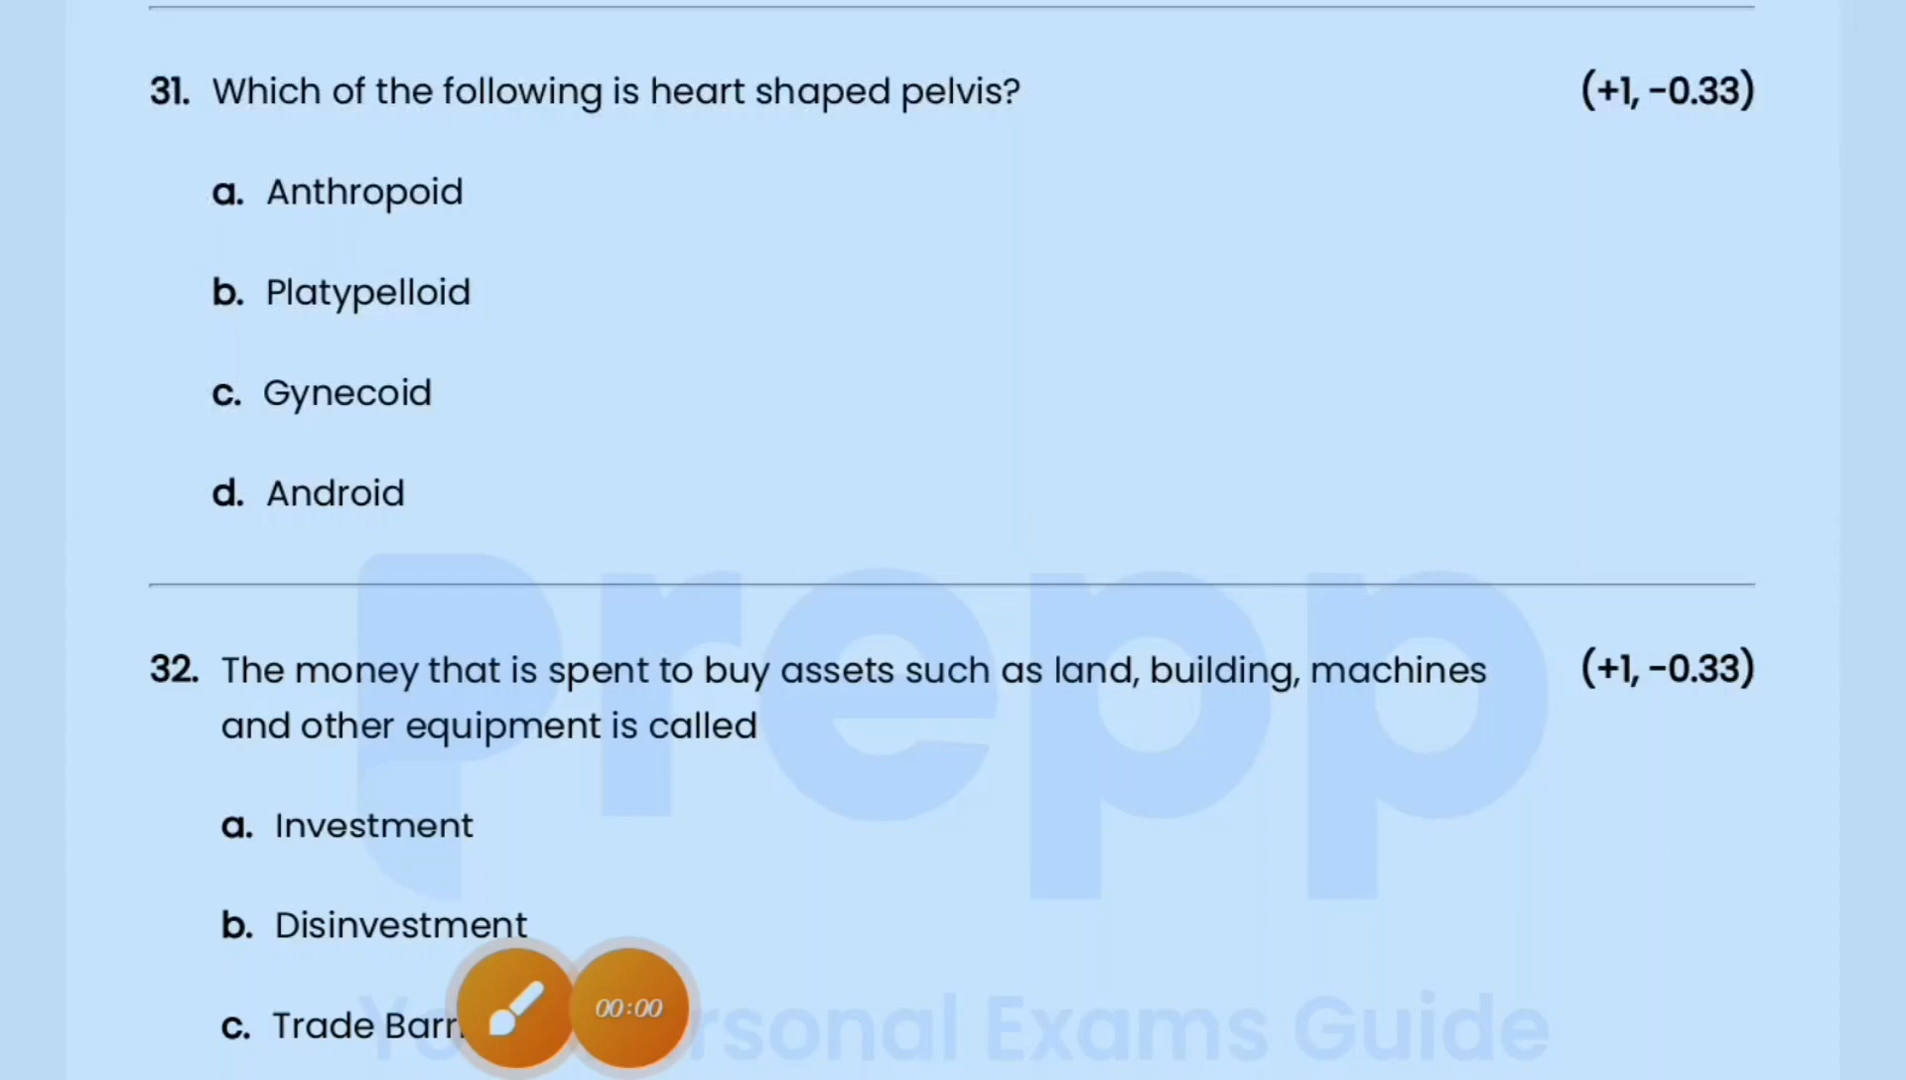 31. Which of the following is heart shaped pelvis? (+1, -0.33)
a. Anthropoid
b. Platypelloid
c. Gynecoid
d. Android
Prepp
32. The money that is spent to buy assets such as land, building, machines (+1, -0.33)
and other equipment is called
a. Investment
b. Disinvestment
c. Trade
00:00
Exams Guide